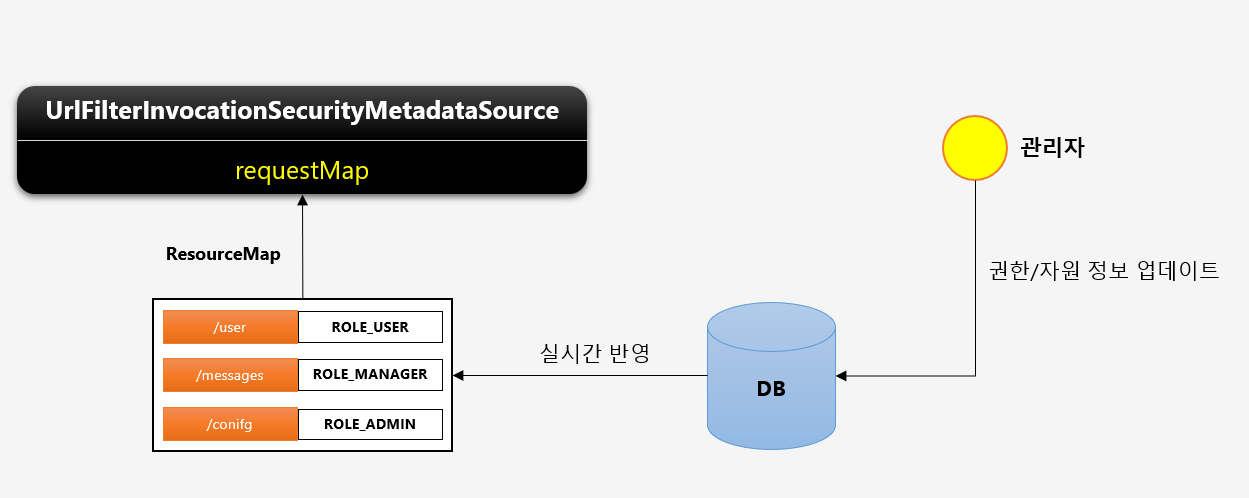 UrlFilterInvocationSecurityMetadataSource
requestMap
관리자
ResourceMap
권한/자원 정보 업데이트
/user ROLE_USER
실시간 반영
/messages ROLE_MANAGER
DB
/conifg ROLE_ADMIN